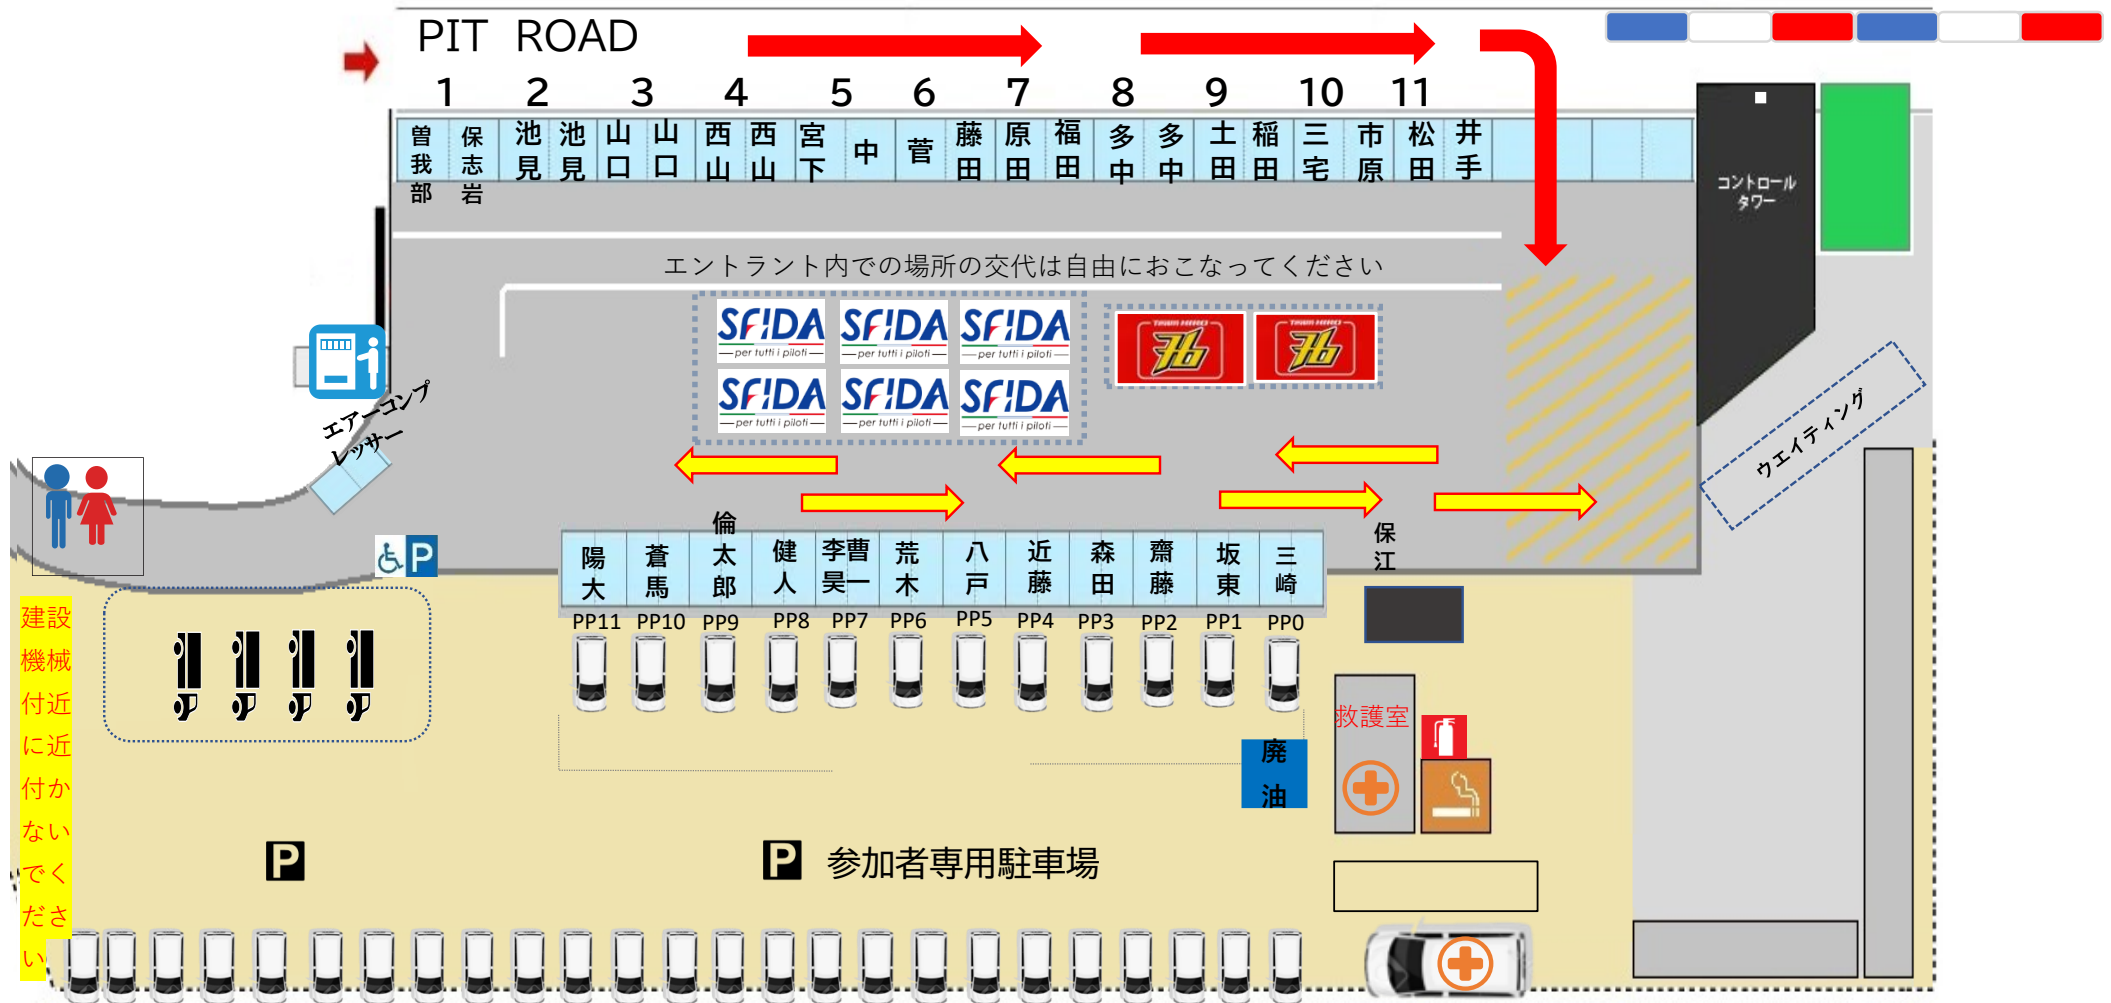 PIT ROAD
1 2 3 4 5 6 7 8 9 10 11
曽我部 保志岩 池見 池見 山口 山口 西山 西山 宮下 中 菅 藤田 原田 福田 多中 多中 土田 稲田 三宅 市原 松田 井手
コントロール
タワー
エントラント内での場所の交代は自由におこなってください
SFIDA SFIDA SFIDA
per tutti i piloti per tutti i piloti per tutti i piloti
SFIDA SFIDA SFIDA
per tutti i piloti per tutti i piloti per tutti i piloti
76 76
エアーコンプ
レッサー
ウエイティング
P
陽大 蒼馬 倫太郎 健人 李昊 曹一 荒木 八戸 近藤 森田 齋藤 坂東 三崎
保江
PP11 PP10 PP9 PP8 PP7 PP6 PP5 PP4 PP3 PP2 PP1 PP0
建設
機械
付近
に近
付か
ない
でく
ださ
い
救護室
廃
油
P
P 参加者専用駐車場